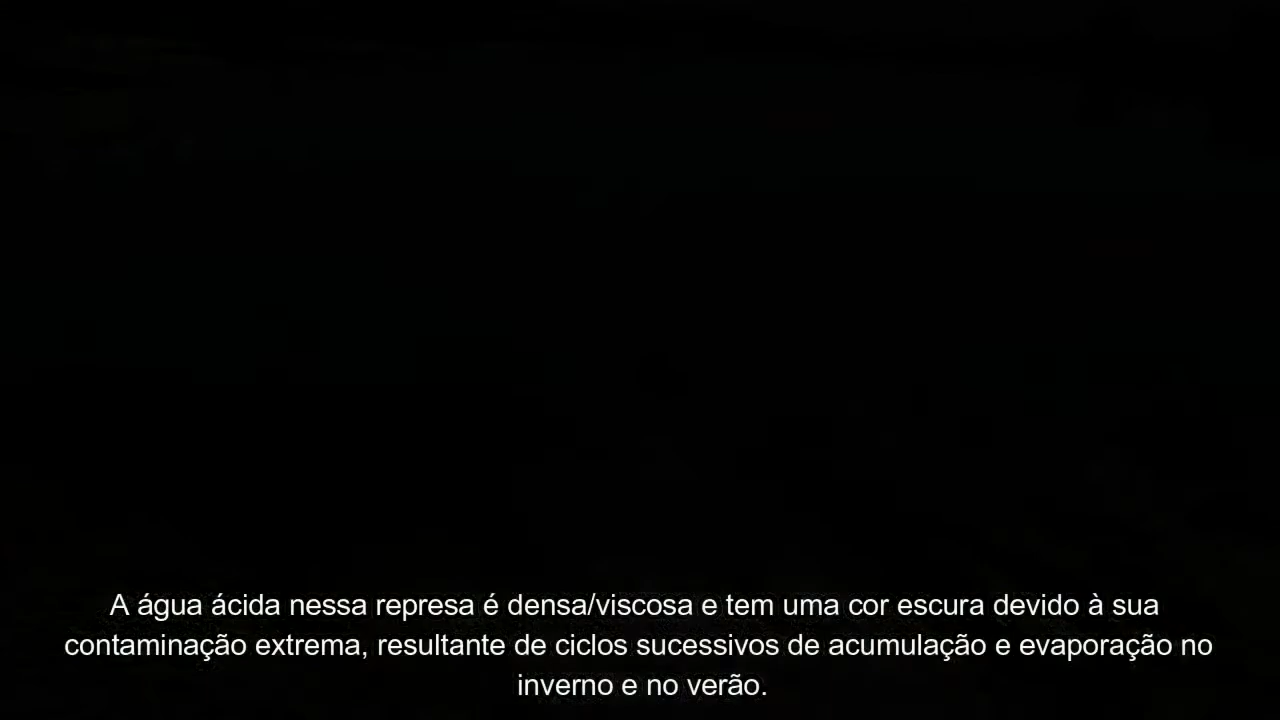 A água ácida nessa represa é densa/viscosa e tem uma cor escura devido à sua
contaminação extrema, resultante de ciclos sucessivos de acumulação e evaporação no
inverno e no verão.